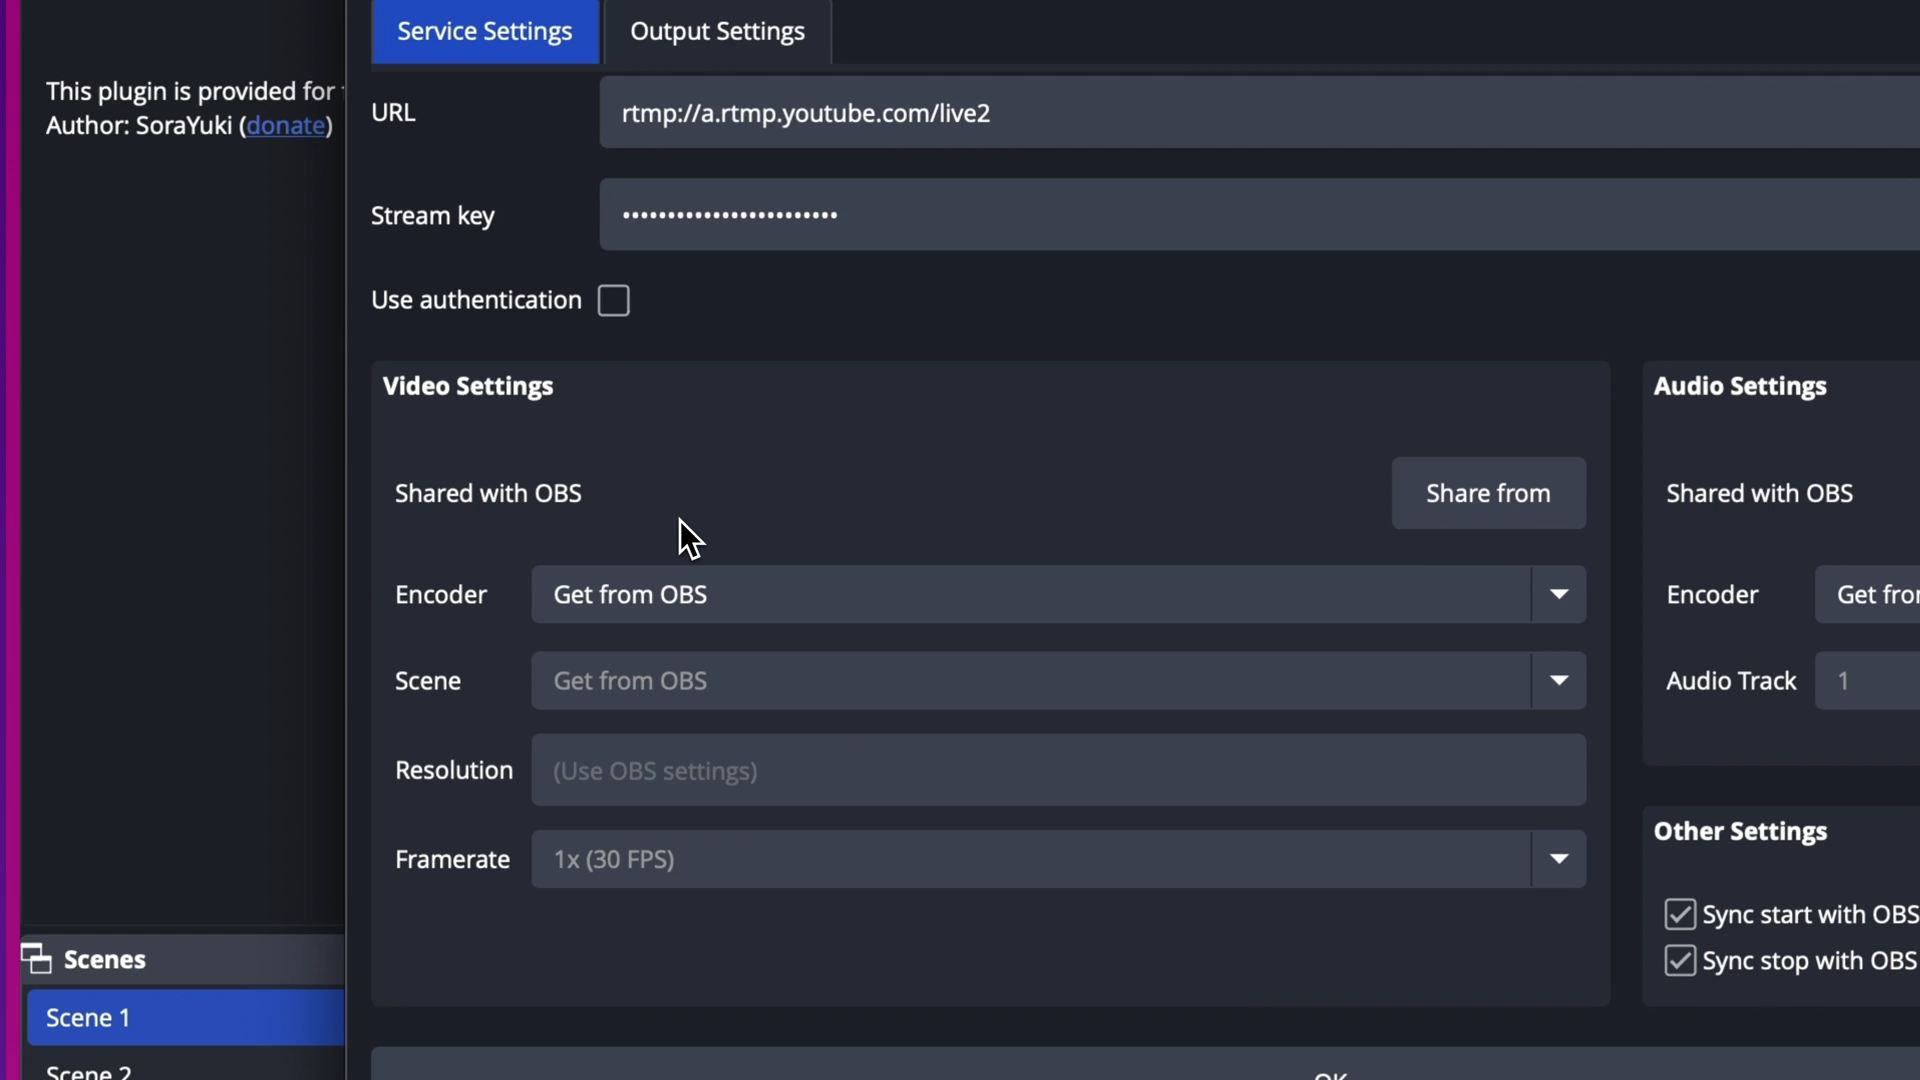 Service Settings
Output Settings
This plugin is provided for
Author: SoraYuki (donate)
URL
rtmp://a.rtmp.youtube.com/live2
Stream key
••••••••••••••••••••••••
Use authentication
Video Settings
Shared with OBS
Share from
Encoder
Get from OBS
Scene
Get from OBS
Resolution
(Use OBS settings)
Framerate
1x (30 FPS)
Audio Settings
Shared with OBS
Encoder
Get from
Audio Track
1
Other Settings
Sync start with OBS
Sync stop with OBS
Scenes
Scene 1
Scene 2
OK